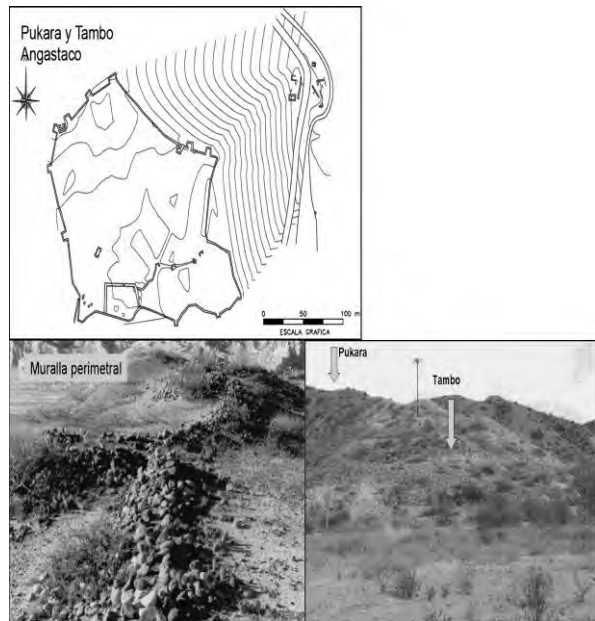 Pukara y Tambo
Angastaco
0 50 100 m
ESCALA GRAFICA
Muralla perimetral
Pukara
Tambo